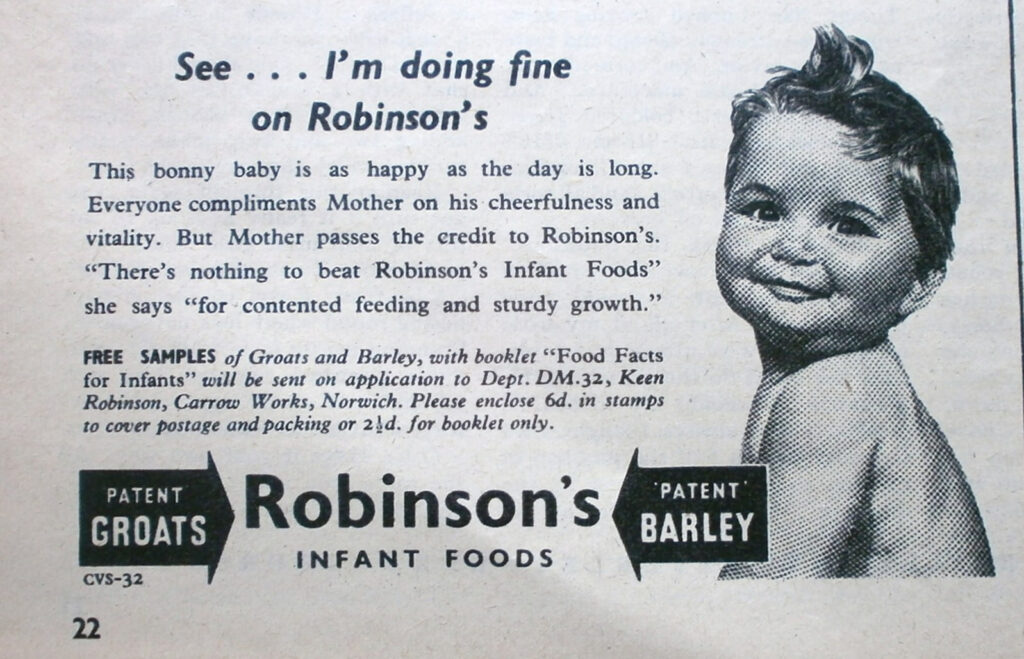 See . . . I'm doing fine
on Robinson's
This bonny baby is as happy as the day is long.
Everyone compliments Mother on his cheerfulness and
vitality. But Mother passes the credit to Robinson's.
“There's nothing to beat Robinson's Infant Foods”
she says “for contented feeding and sturdy growth.”
FREE SAMPLES of Groats and Barley, with booklet “Food Facts
for Infants” will be sent on application to Dept. DM.32, Keen
Robinson, Carrow Works, Norwich. Please enclose 6d. in stamps
to cover postage and packing or 2½d. for booklet only.
PATENT
GROATS
Robinson's
INFANT FOODS
'PATENT'
BARLEY
CVS-32
22